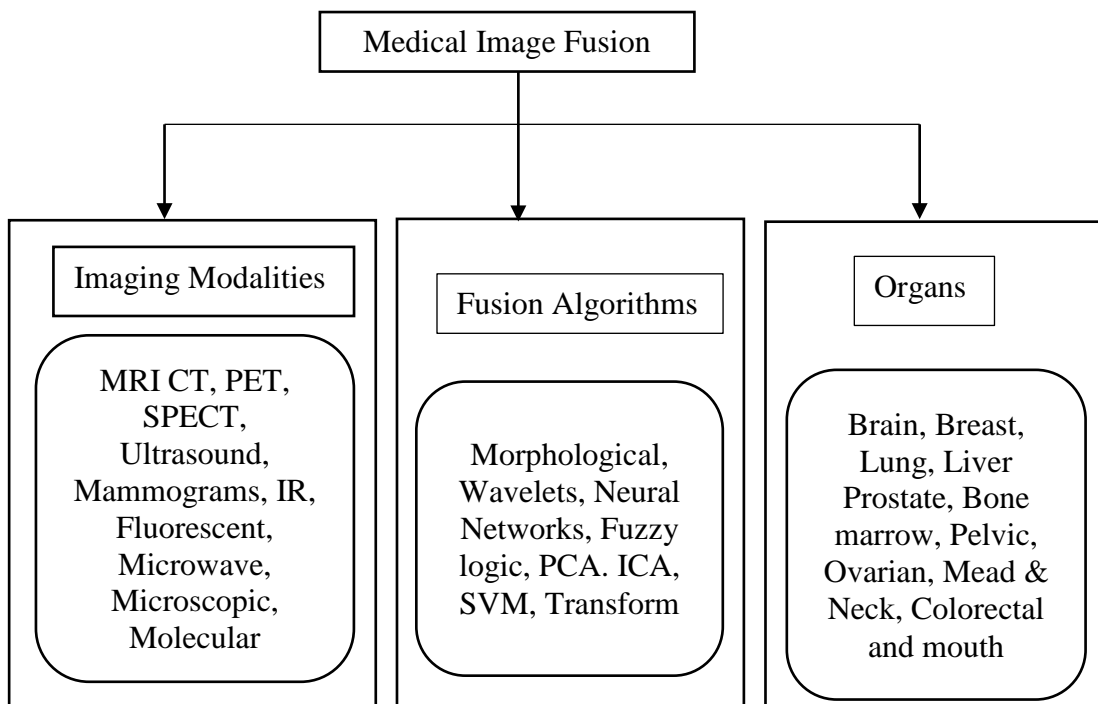 Medical Image Fusion
Imaging Modalities
MRI CT, PET,
SPECT,
Ultrasound,
Mammograms, IR,
Fluorescent,
Microwave,
Microscopic,
Molecular
Fusion Algorithms
Morphological,
Wavelets, Neural
Networks, Fuzzy
logic, PCA. ICA,
SVM, Transform
Organs
Brain, Breast,
Lung, Liver
Prostate, Bone
marrow, Pelvic,
Ovarian, Mead &
Neck, Colorectal
and mouth